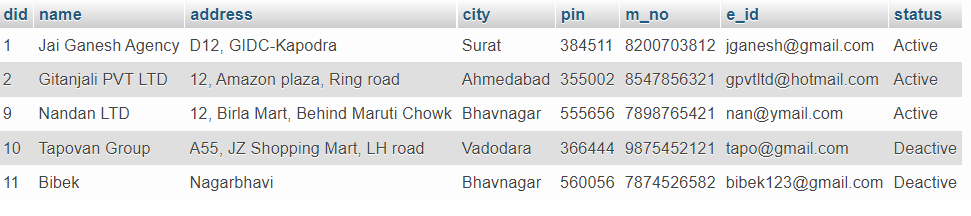 did name address city pin m_no e_id status
1 Jai Ganesh Agency D12, GIDC-Kapodra Surat 384511 8200703812 jganesh@gmail.com Active
2 Gitanjali PVT LTD 12, Amazon plaza, Ring road Ahmedabad 355002 8547856321 gpvtltd@hotmail.com Active
9 Nandan LTD 12, Birla Mart, Behind Maruti Chowk Bhavnagar 555656 7898765421 nan@ymail.com Active
10 Tapovan Group A55, JZ Shopping Mart, LH road Vadodara 366444 9875452121 tapo@gmail.com Deactive
11 Bibek Nagarbhavi Bhavnagar 560056 7874526582 bibek123@gmail.com Deactive